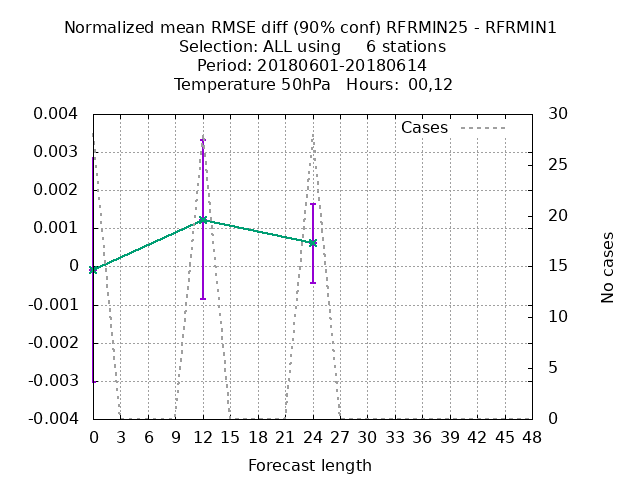 Normalized mean RMSE diff (90% conf) RFRMIN25 - RFRMIN1
Selection: ALL using 6 stations
Period: 20180601-20180614
Temperature 50hPa Hours: 00,12
Cases
0.004
0.003
0.002
0.001
0
-0.001
-0.002
-0.003
-0.004
30
25
20
15
10
5
0
No cases
0 3 6 9 12 15 18 21 24 27 30 33 36 39 42 45 48
Forecast length